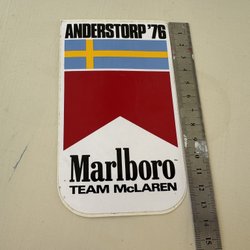 ANDERSTORP '76
Marlboro
TEAM McLAREN